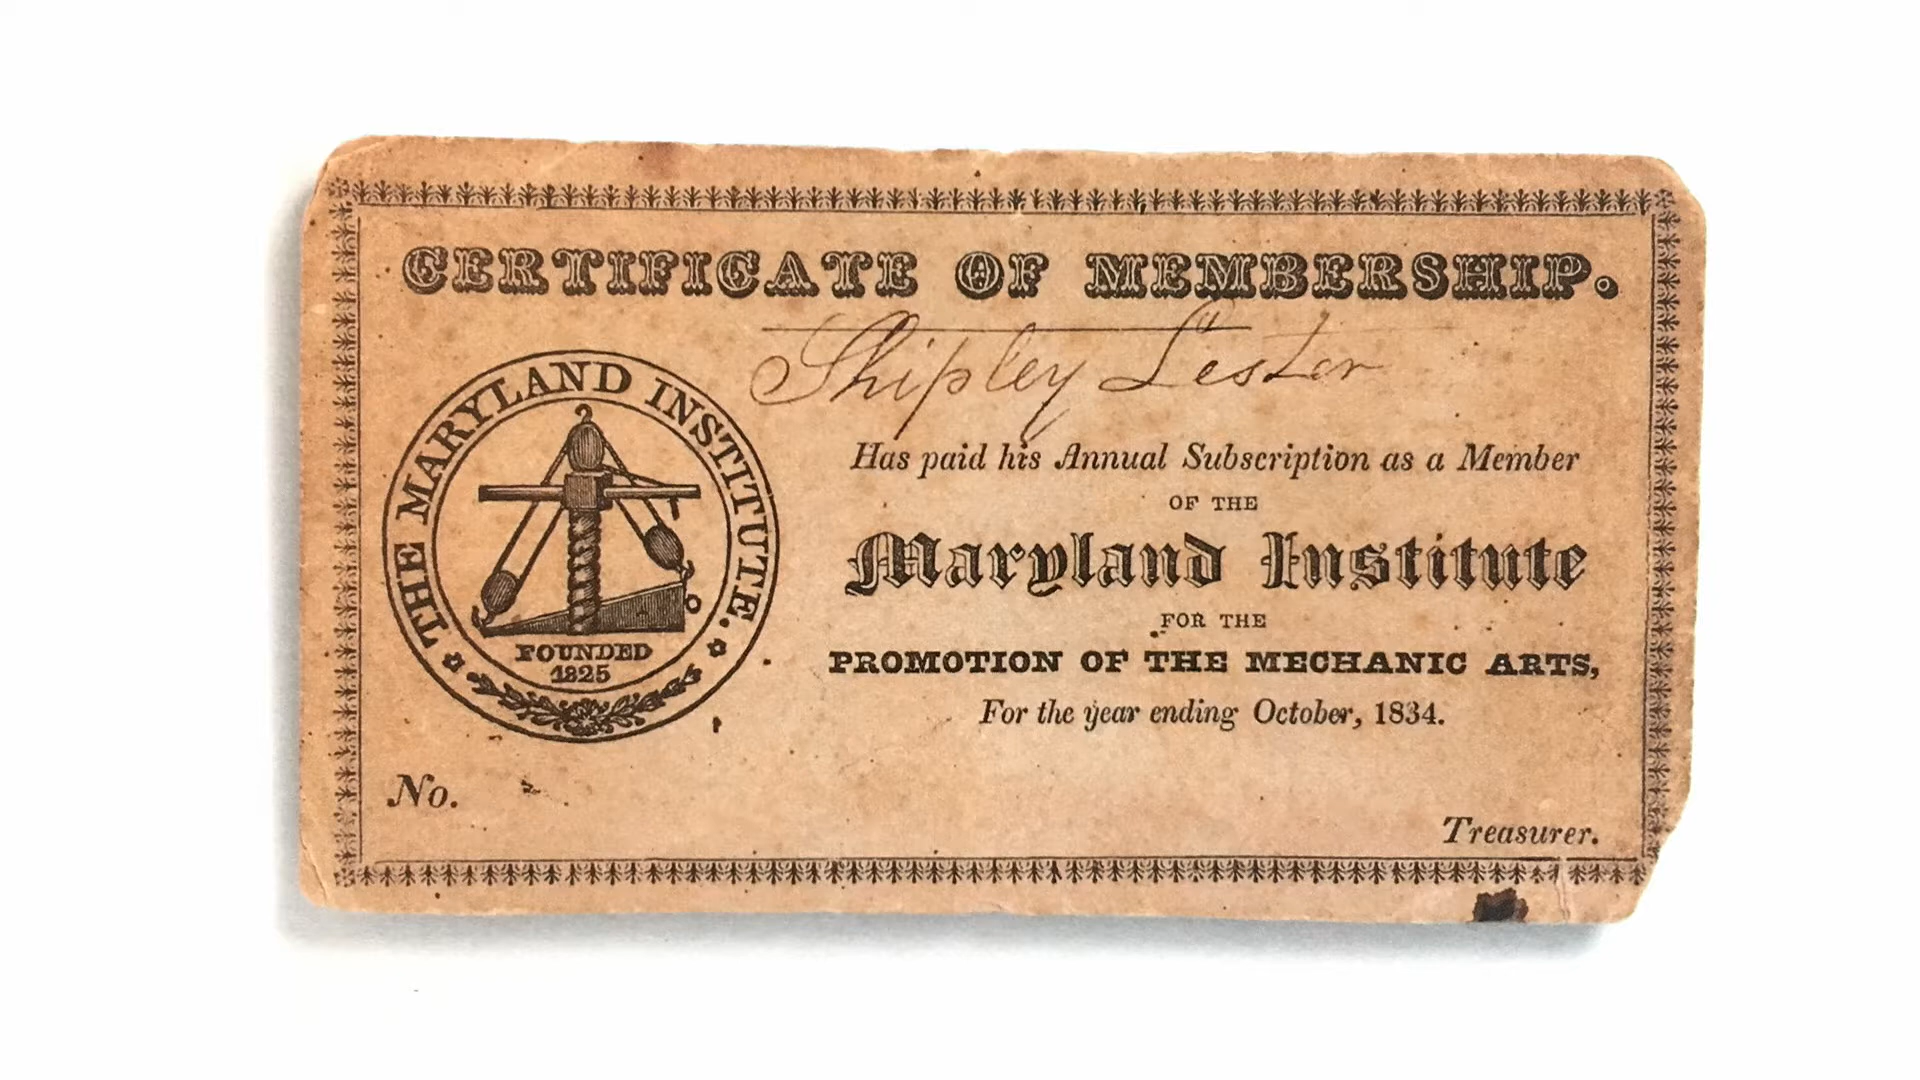 CERTIFICATE OF MEMBERSHIP.
Shipley Lester
THE MARYLAND INSTITUTE.
FOUNDED
1825
Has paid his Annual Subscription as a Member
OF THE
Maryland Institute
FOR THE
PROMOTION OF THE MECHANIC ARTS,
For the year ending October, 1834.
No.
Treasurer.